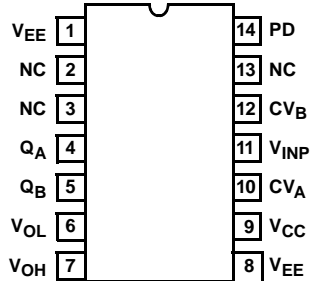 VEE 1 14 PD
NC 2 13 NC
NC 3 12 CVB
QA 4 11 VINP
QB 5 10 CVA
VOL 6 9 VCC
VOH 7 8 VEE